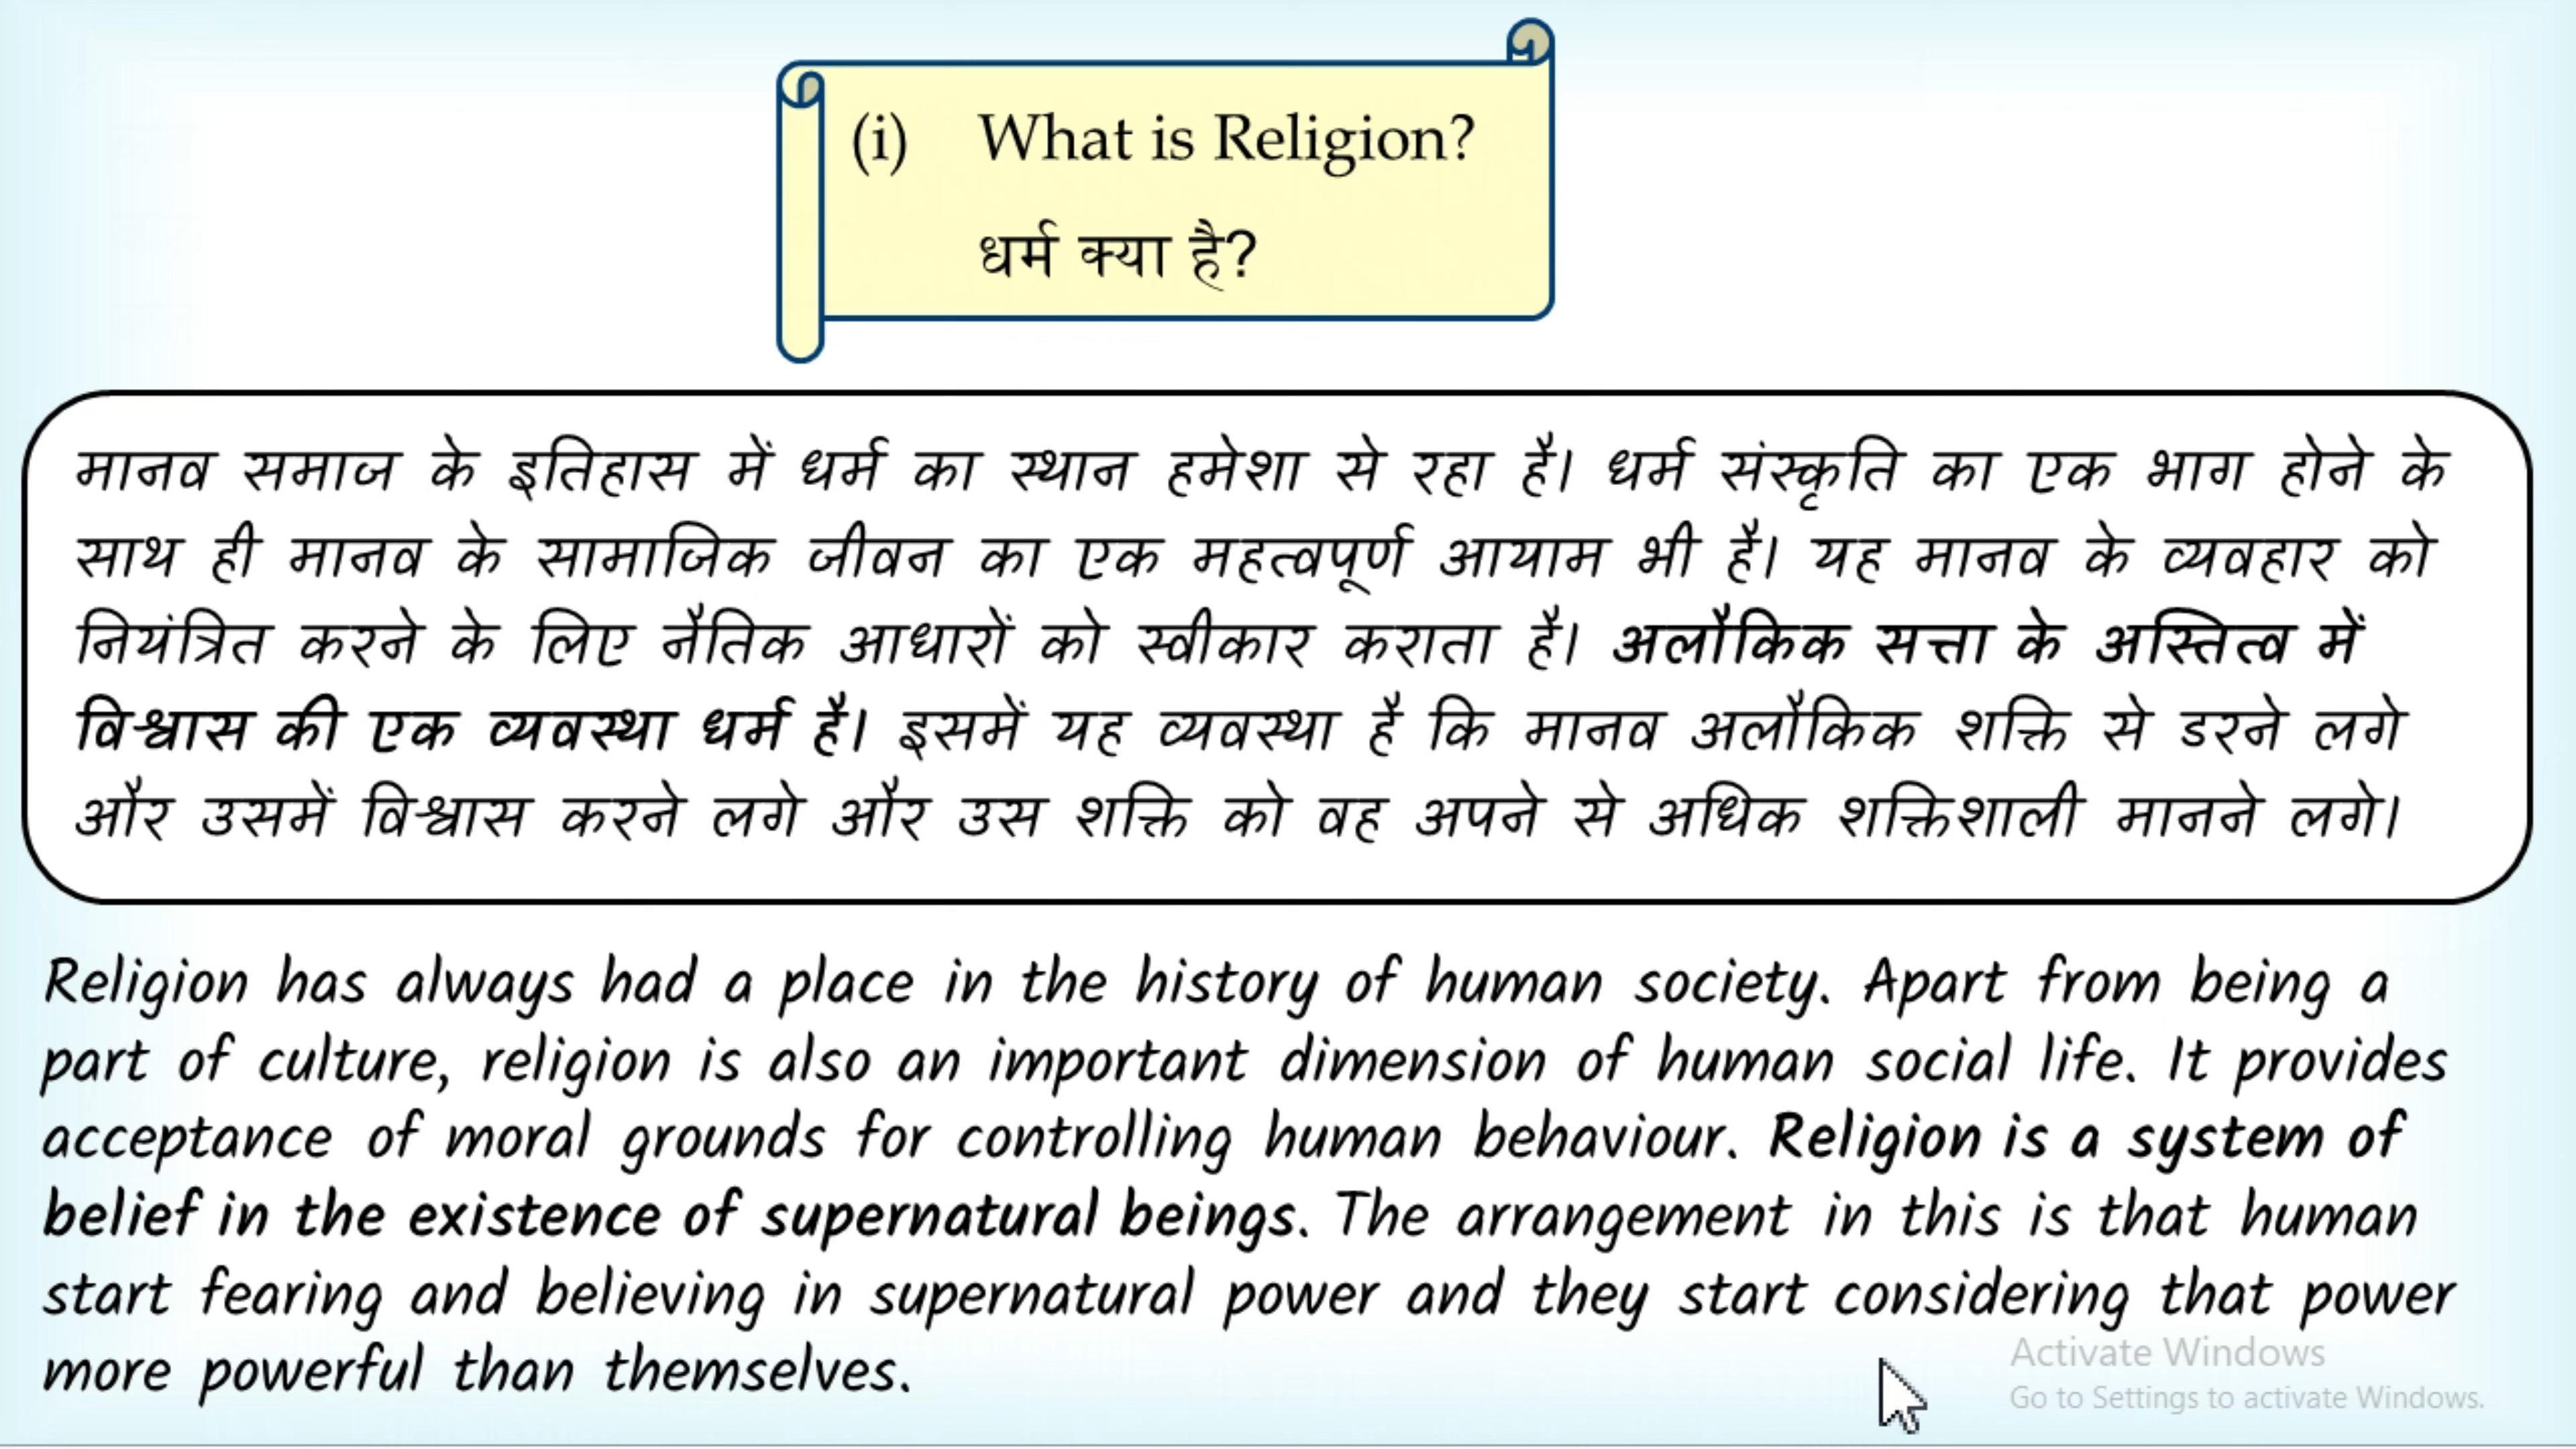 (i) What is Religion?
धर्म क्या है?
मानव समाज के इतिहास में धर्म का स्थान हमेशा से रहा है। धर्म संस्कृति का एक भाग होने के
साथ ही मानव के सामाजिक जीवन का एक महत्वपूर्ण आयाम भी है। यह मानव के व्यवहार को
नियंत्रित करने के लिए नैतिक आधारों को स्वीकार कराता है। अलौकिक सत्ता के अस्तित्व में
विश्वास की एक व्यवस्था धर्म है। इसमें यह व्यवस्था है कि मानव अलौकिक शक्ति से डरने लगे
और उसमें विश्वास करने लगे और उस शक्ति को वह अपने से अधिक शक्तिशाली मानने लगे।
Religion has always had a place in the history of human society. Apart from being a
part of culture, religion is also an important dimension of human social life. It provides
acceptance of moral grounds for controlling human behaviour. Religion is a system of
belief in the existence of supernatural beings. The arrangement in this is that human
start fearing and believing in supernatural power and they start considering that power
more powerful than themselves.
Activate Windows
Go to Settings to activate Windows.